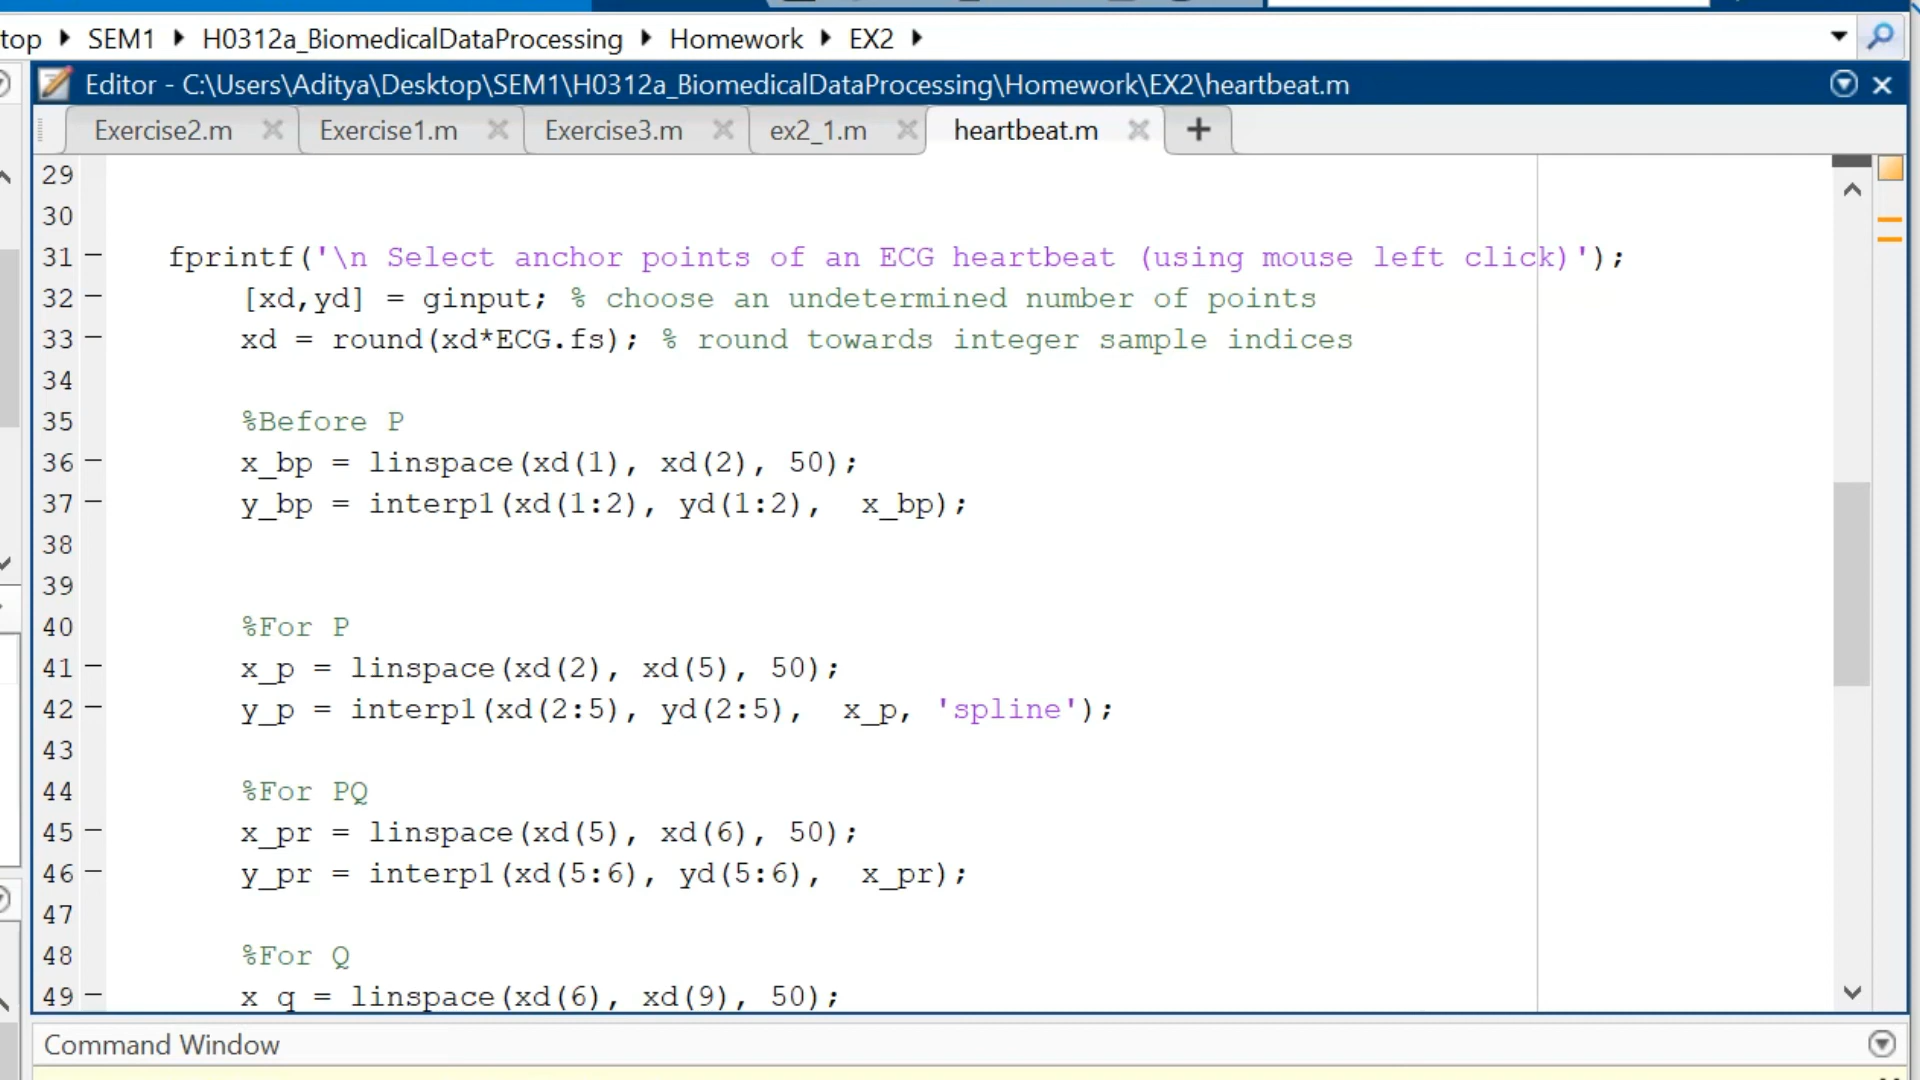 top ▶ SEM1 ▶ H0312a_BiomedicalDataProcessing ▶ Homework ▶ EX2 ▶
Editor - C:\Users\Aditya\Desktop\SEM1\H0312a_BiomedicalDataProcessing\Homework\EX2\heartbeat.m
Exercise2.m Exercise1.m Exercise3.m ex2_1.m heartbeat.m +
29
30
31 – fprintf('\n Select anchor points of an ECG heartbeat (using mouse left click)');
32 – [xd,yd] = ginput; % choose an undetermined number of points
33 – xd = round(xd*ECG.fs); % round towards integer sample indices
34
35 %Before P
36 – x_bp = linspace(xd(1), xd(2), 50);
37 – y_bp = interp1(xd(1:2), yd(1:2),  x_bp);
38
39
40 %For P
41 – x_p = linspace(xd(2), xd(5), 50);
42 – y_p = interp1(xd(2:5), yd(2:5),  x_p, 'spline');
43
44 %For PQ
45 – x_pr = linspace(xd(5), xd(6), 50);
46 – y_pr = interp1(xd(5:6), yd(5:6),  x_pr);
47
48 %For Q
49 – x_q = linspace(xd(6), xd(9), 50);
Command Window